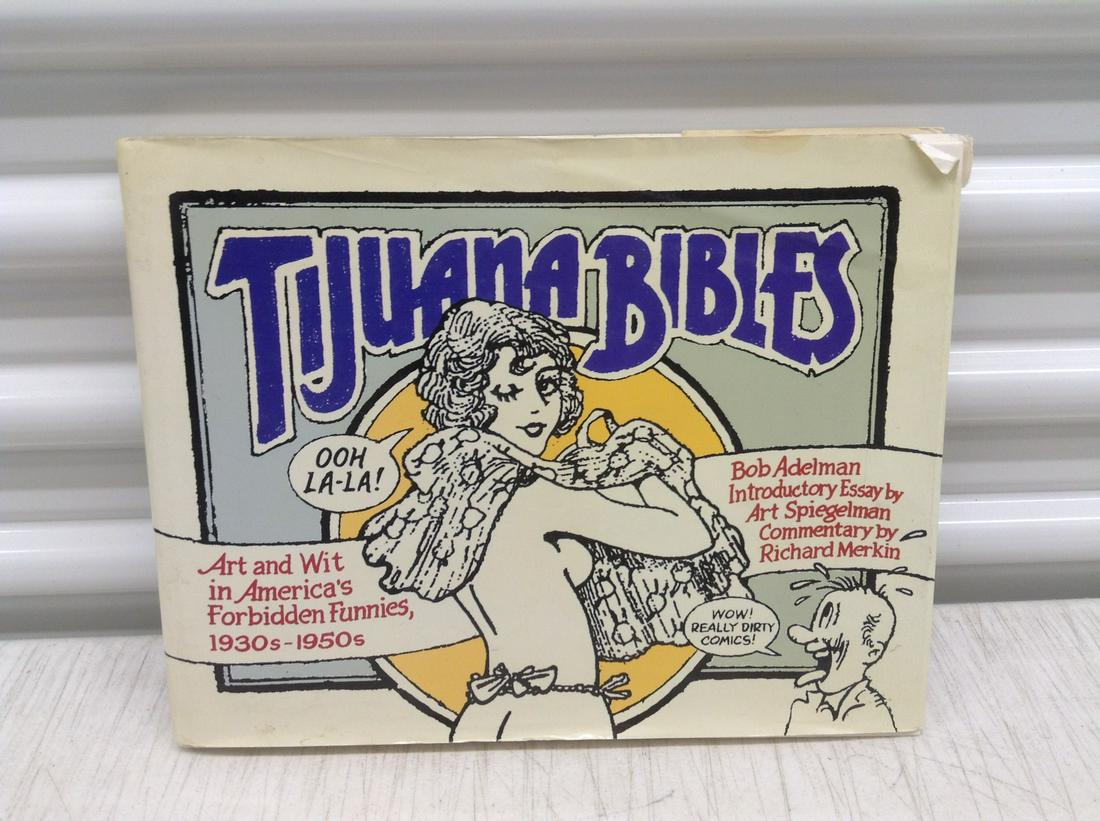 TIJUANA BIBLES
OOH
LA-LA!
Bob Adelman
Introductory Essay by
Art Spiegelman
Commentary by
Richard Merkin
Art and Wit
in America's
Forbidden Funnies,
1930s-1950s
WOW!
REALLY DIRTY
COMICS!